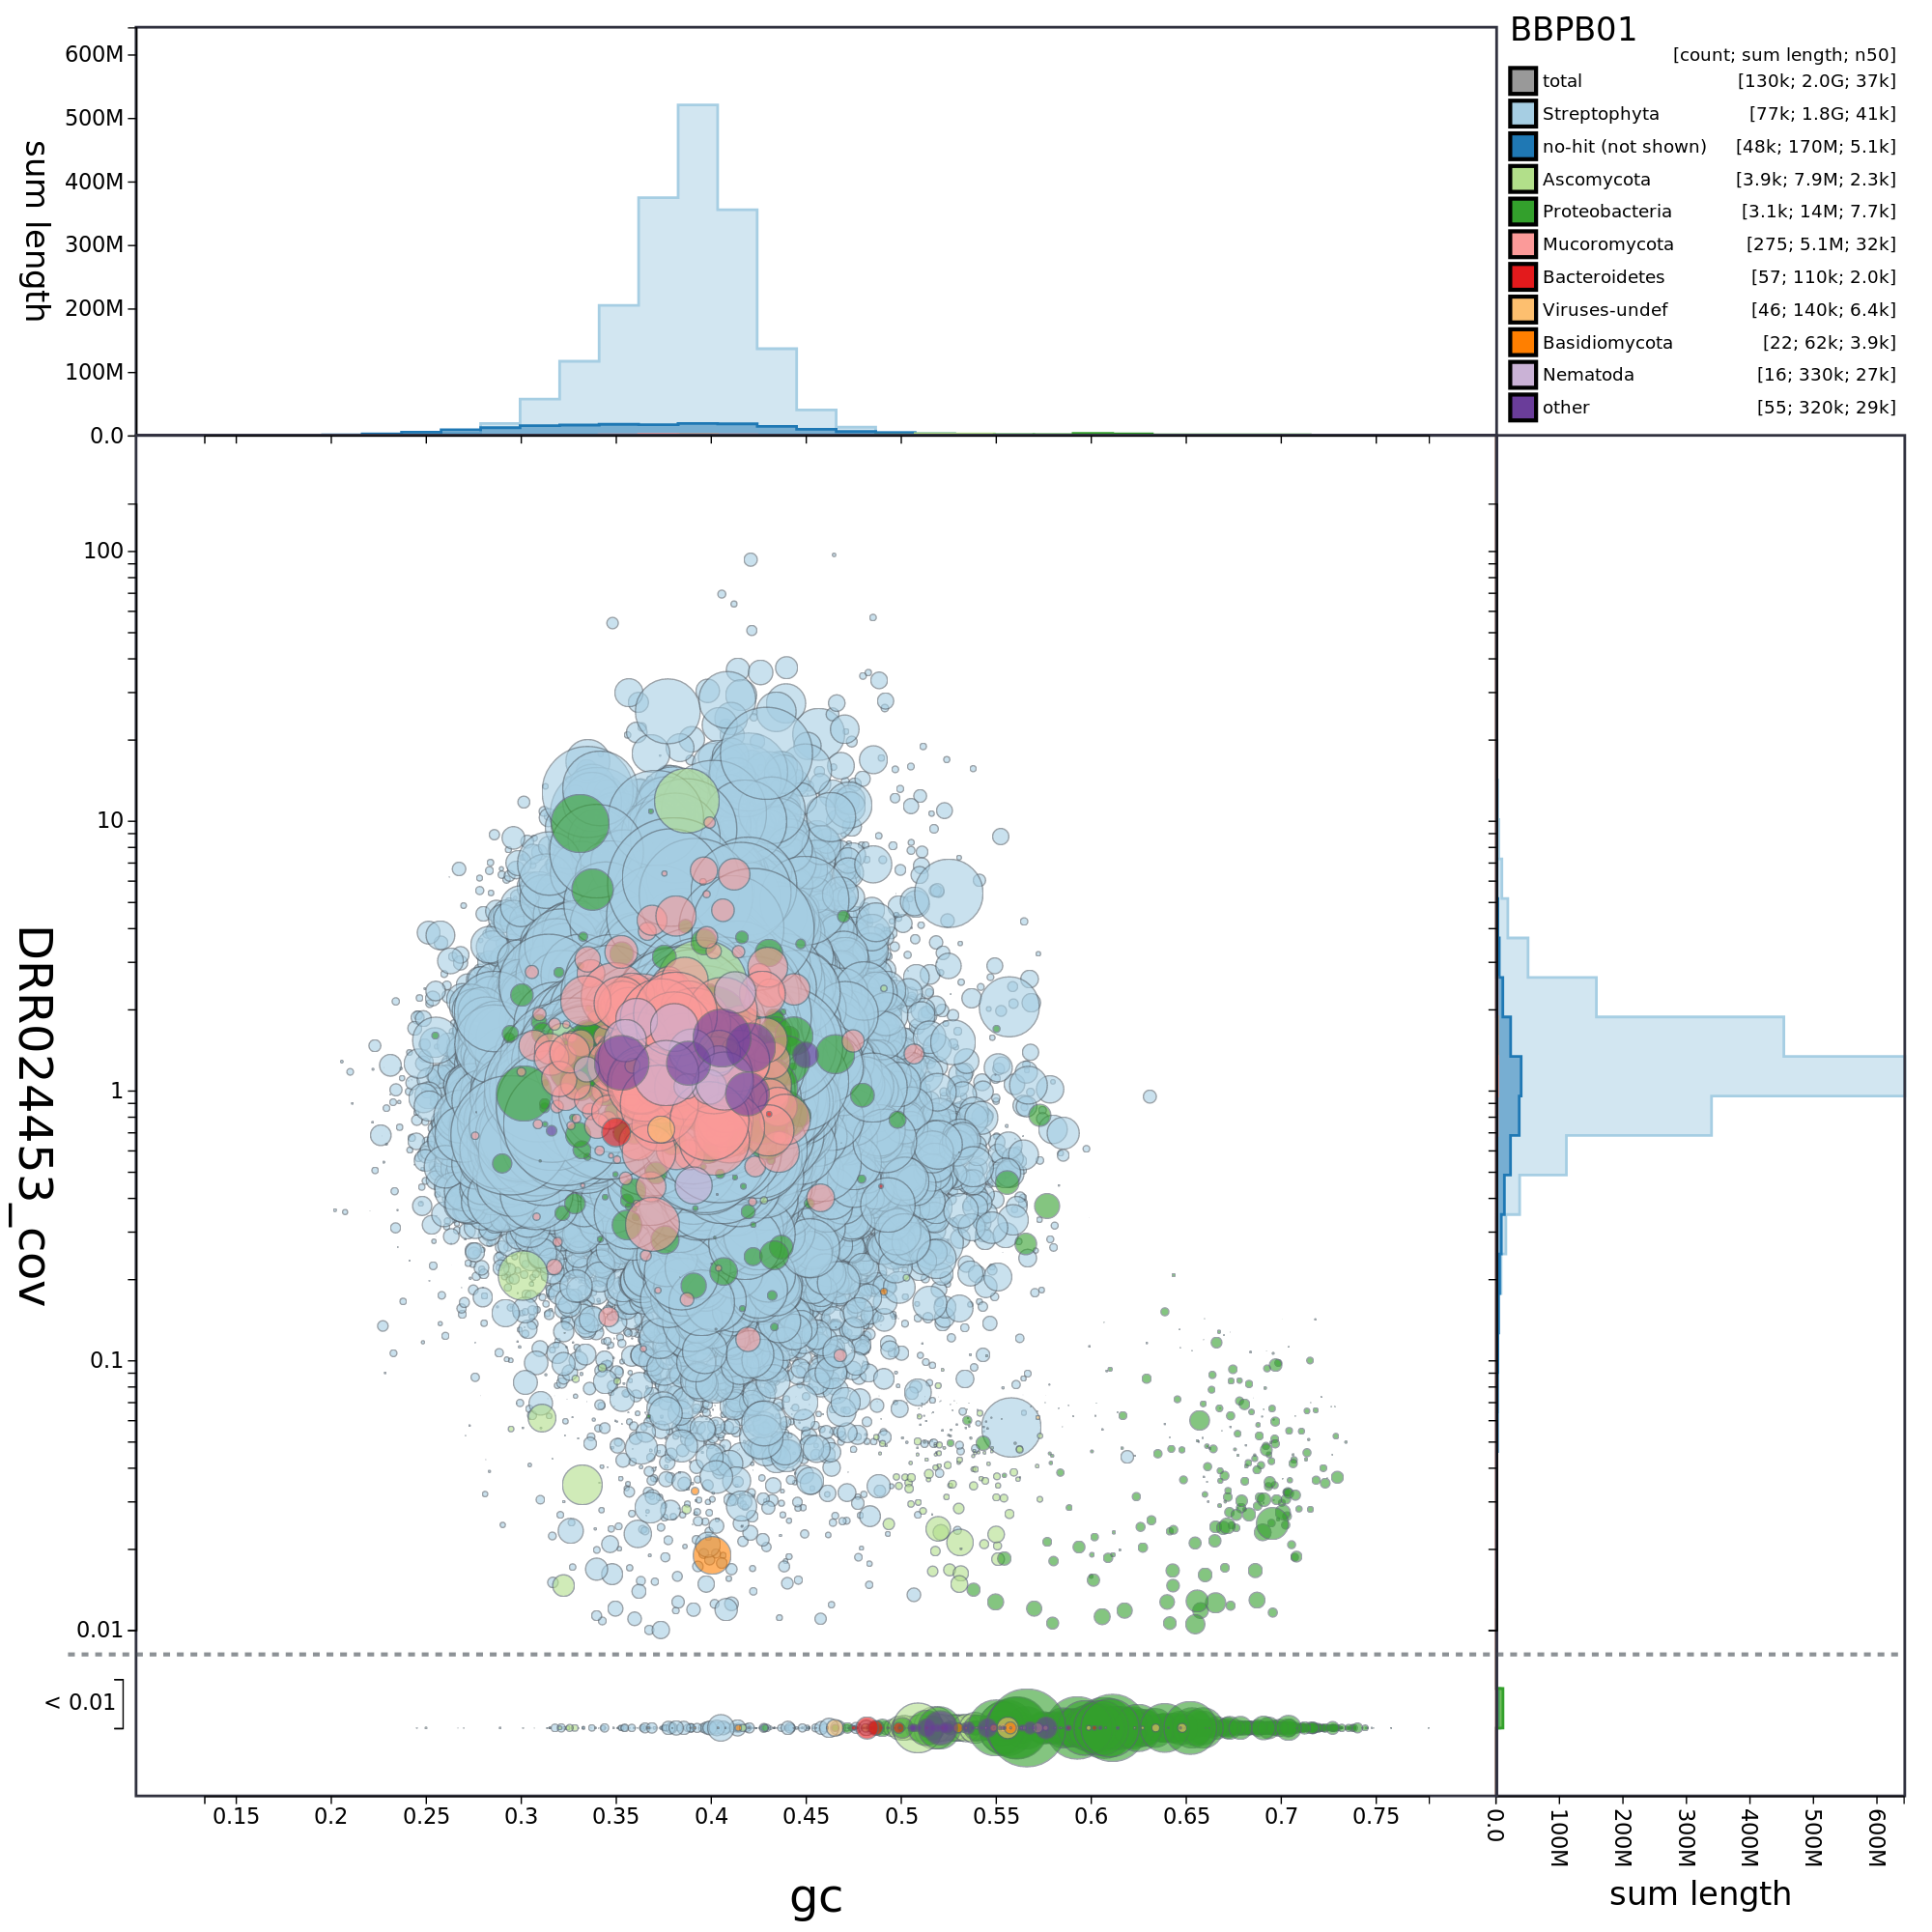 BBPB01
[count; sum length; n50]
total [130k; 2.0G; 37k]
Streptophyta [77k; 1.8G; 41k]
no-hit (not shown) [48k; 170M; 5.1k]
Ascomycota [3.9k; 7.9M; 2.3k]
Proteobacteria [3.1k; 14M; 7.7k]
Mucoromycota [275; 5.1M; 32k]
Bacteroidetes [57; 110k; 2.0k]
Viruses-undef [46; 140k; 6.4k]
Basidiomycota [22; 62k; 3.9k]
Nematoda [16; 330k; 27k]
other [55; 320k; 29k]
sum length
600M
500M
400M
300M
200M
100M
0.0
DRR024453_cov
100
10
1
0.1
0.01
< 0.01
0.15 0.2 0.25 0.3 0.35 0.4 0.45 0.5 0.55 0.6 0.65 0.7 0.75
gc
0.0 100M 200M 300M 400M 500M 600M
sum length